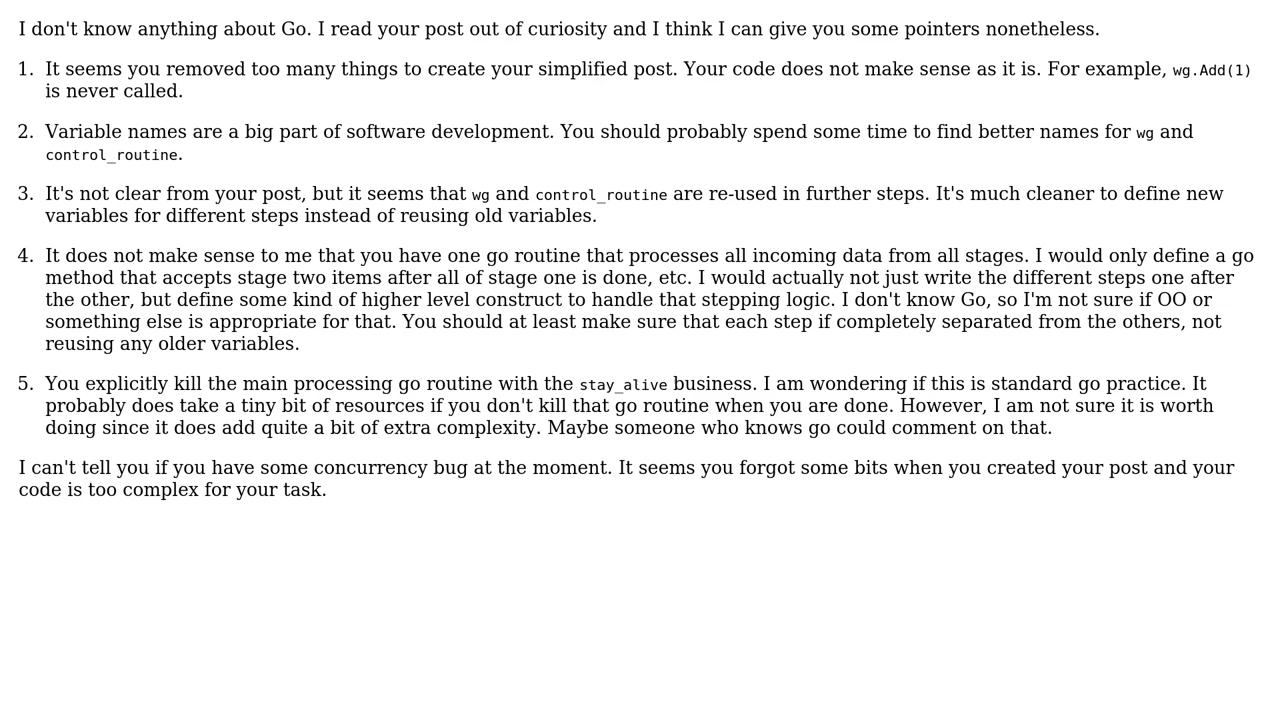 I don't know anything about Go. I read your post out of curiosity and I think I can give you some pointers nonetheless.
1. It seems you removed too many things to create your simplified post. Your code does not make sense as it is. For example, wg.Add(1)
is never called.
2. Variable names are a big part of software development. You should probably spend some time to find better names for wg and
control_routine.
3. It's not clear from your post, but it seems that wg and control_routine are re-used in further steps. It's much cleaner to define new
variables for different steps instead of reusing old variables.
4. It does not make sense to me that you have one go routine that processes all incoming data from all stages. I would only define a go
method that accepts stage two items after all of stage one is done, etc. I would actually not just write the different steps one after
the other, but define some kind of higher level construct to handle that stepping logic. I don't know Go, so I'm not sure if OO or
something else is appropriate for that. You should at least make sure that each step if completely separated from the others, not
reusing any older variables.
5. You explicitly kill the main processing go routine with the stay_alive business. I am wondering if this is standard go practice. It
probably does take a tiny bit of resources if you don't kill that go routine when you are done. However, I am not sure it is worth
doing since it does add quite a bit of extra complexity. Maybe someone who knows go could comment on that.
I can't tell you if you have some concurrency bug at the moment. It seems you forgot some bits when you created your post and your
code is too complex for your task.